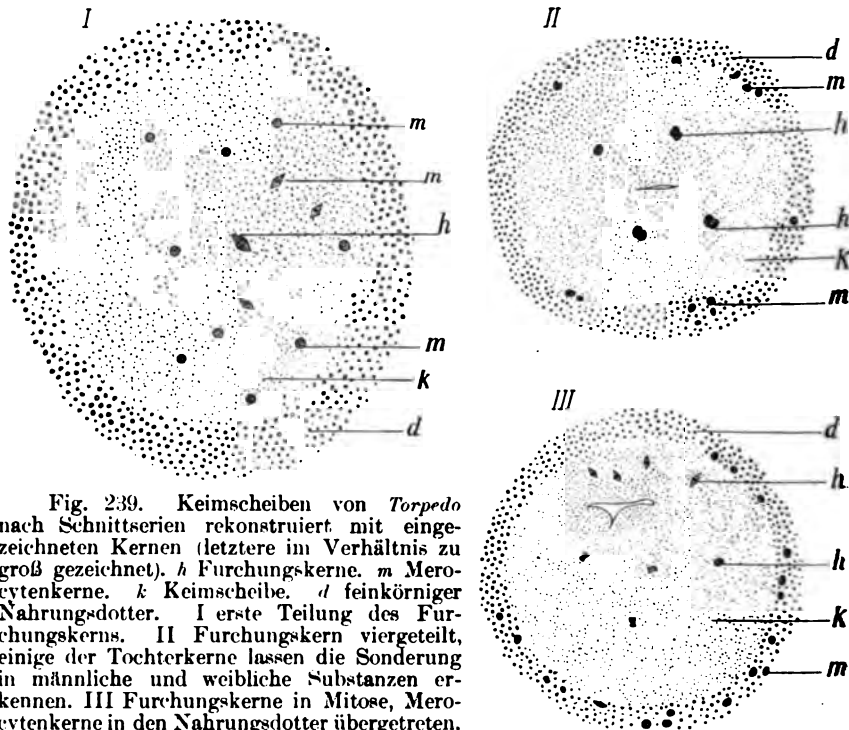 I
m
m
h
m
k
d
II
d
m
h
h
K
m
III
d
h
h
k
m
Fig. 239. Keimscheiben von Torpedo
nach Schnittserien rekonstruiert mit einge-
zeichneten Kernen (letztere im Verhältnis zu
groß gezeichnet). h Furchungskerne. m Mero-
cytenkerne. k Keimscheibe. d feinkörniger
Nahrungsdotter. I erste Teilung des Fur-
chungskerns. II Furchungskern viergeteilt,
einige der Tochterkerne lassen die Sonderung
in männliche und weibliche Substanzen er-
kennen. III Furchungskerne in Mitose, Mero-
cytenkerne in den Nahrungsdotter übergetreten.